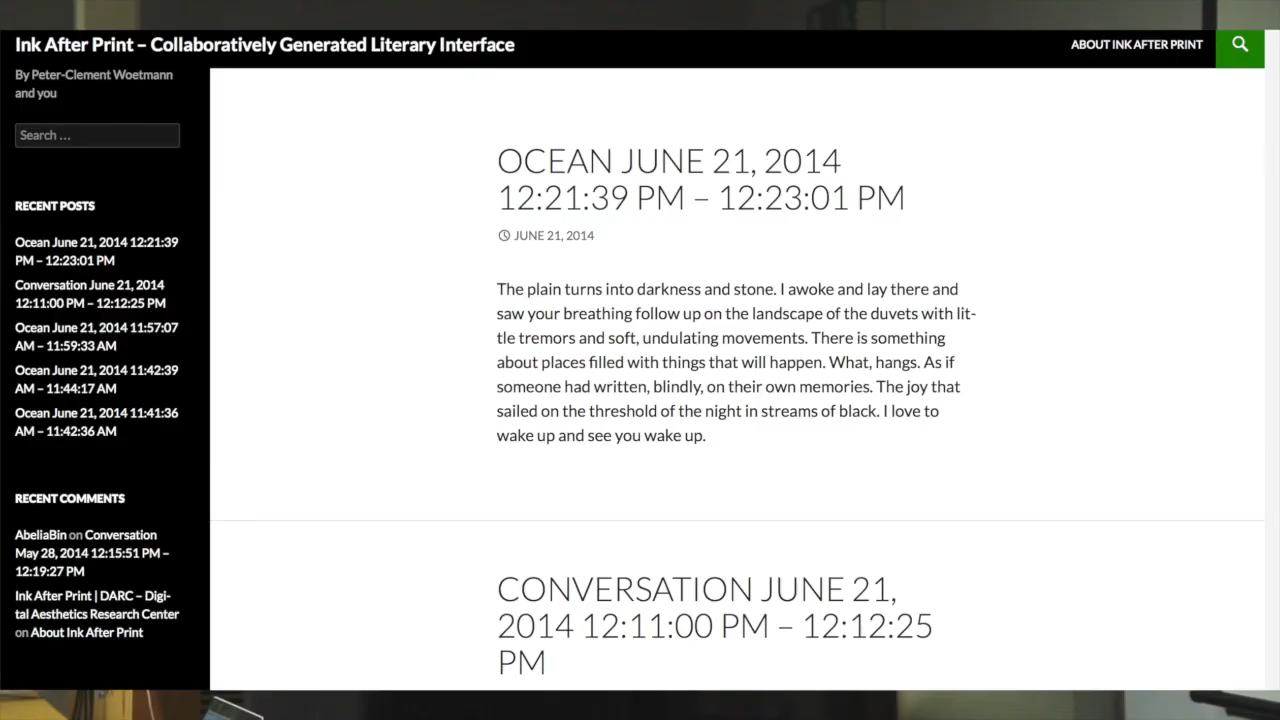 Ink After Print – Collaboratively Generated Literary Interface
ABOUT INK AFTER PRINT
By Peter-Clement Woetmann
and you
Search ...
RECENT POSTS
Ocean June 21, 2014 12:21:39
PM – 12:23:01 PM
Conversation June 21, 2014
12:11:00 PM – 12:12:25 PM
Ocean June 21, 2014 11:57:07
AM – 11:59:33 AM
Ocean June 21, 2014 11:42:39
AM – 11:44:17 AM
Ocean June 21, 2014 11:41:36
AM – 11:42:36 AM
RECENT COMMENTS
AbeliaBin on Conversation
May 28, 2014 12:15:51 PM –
12:19:27 PM
Ink After Print | DARC – Digi-
tal Aesthetics Research Center
on About Ink After Print
OCEAN JUNE 21, 2014
12:21:39 PM – 12:23:01 PM
JUNE 21, 2014
The plain turns into darkness and stone. I awoke and lay there and
saw your breathing follow up on the landscape of the duvets with lit-
tle tremors and soft, undulating movements. There is something
about places filled with things that will happen. What, hangs. As if
someone had written, blindly, on their own memories. The joy that
sailed on the threshold of the night in streams of black. I love to
wake up and see you wake up.
CONVERSATION JUNE 21,
2014 12:11:00 PM – 12:12:25
PM